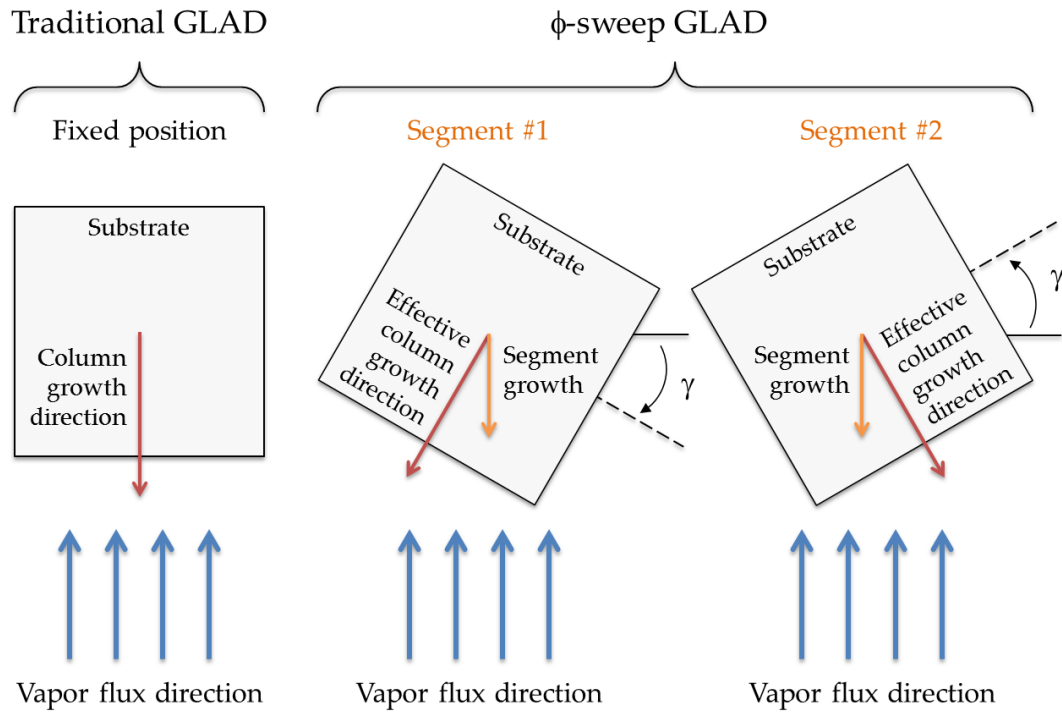 Traditional GLAD
ϕ-sweep GLAD
Fixed position
Segment #1
Segment #2
Substrate
Column
growth
direction
Substrate
Effective
column
growth
direction
Segment
growth
γ
Substrate
Segment
growth
Effective
column
growth
direction
γ
Vapor flux direction
Vapor flux direction
Vapor flux direction